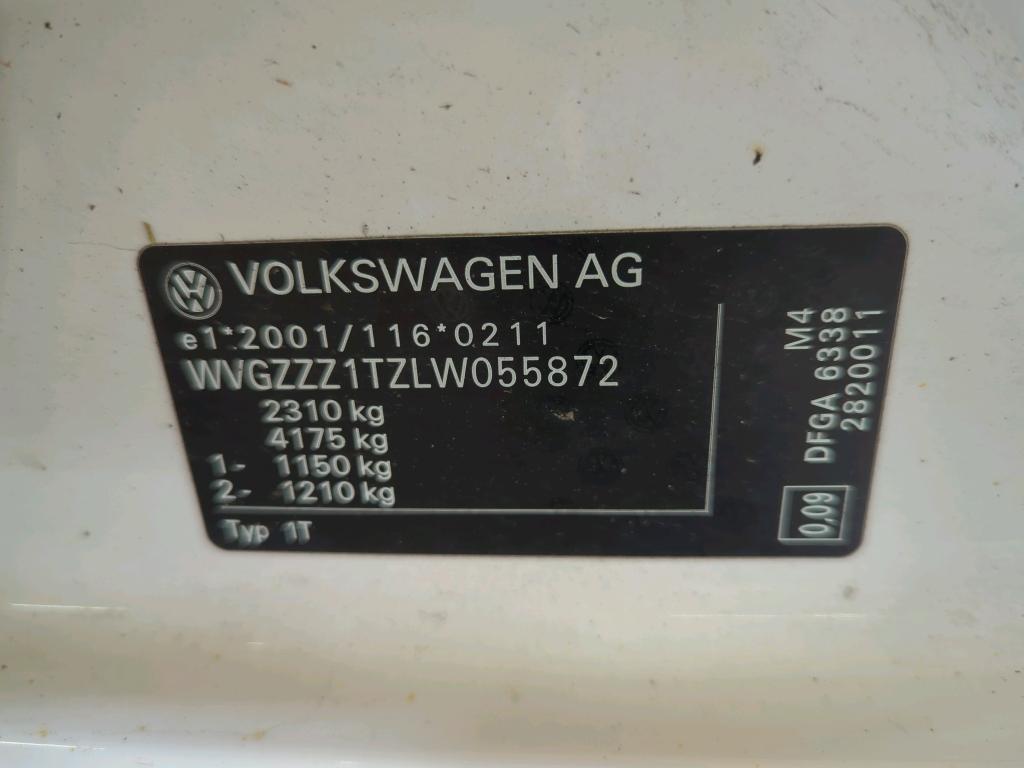 VOLKSWAGEN AG
e1*2001/116*0211
WVGZZZ1TZLW055872
2310 kg
4175 kg
1- 1150 kg
2- 1210 kg
Typ 1T
M4
DFGA 6338
2820011
0,09